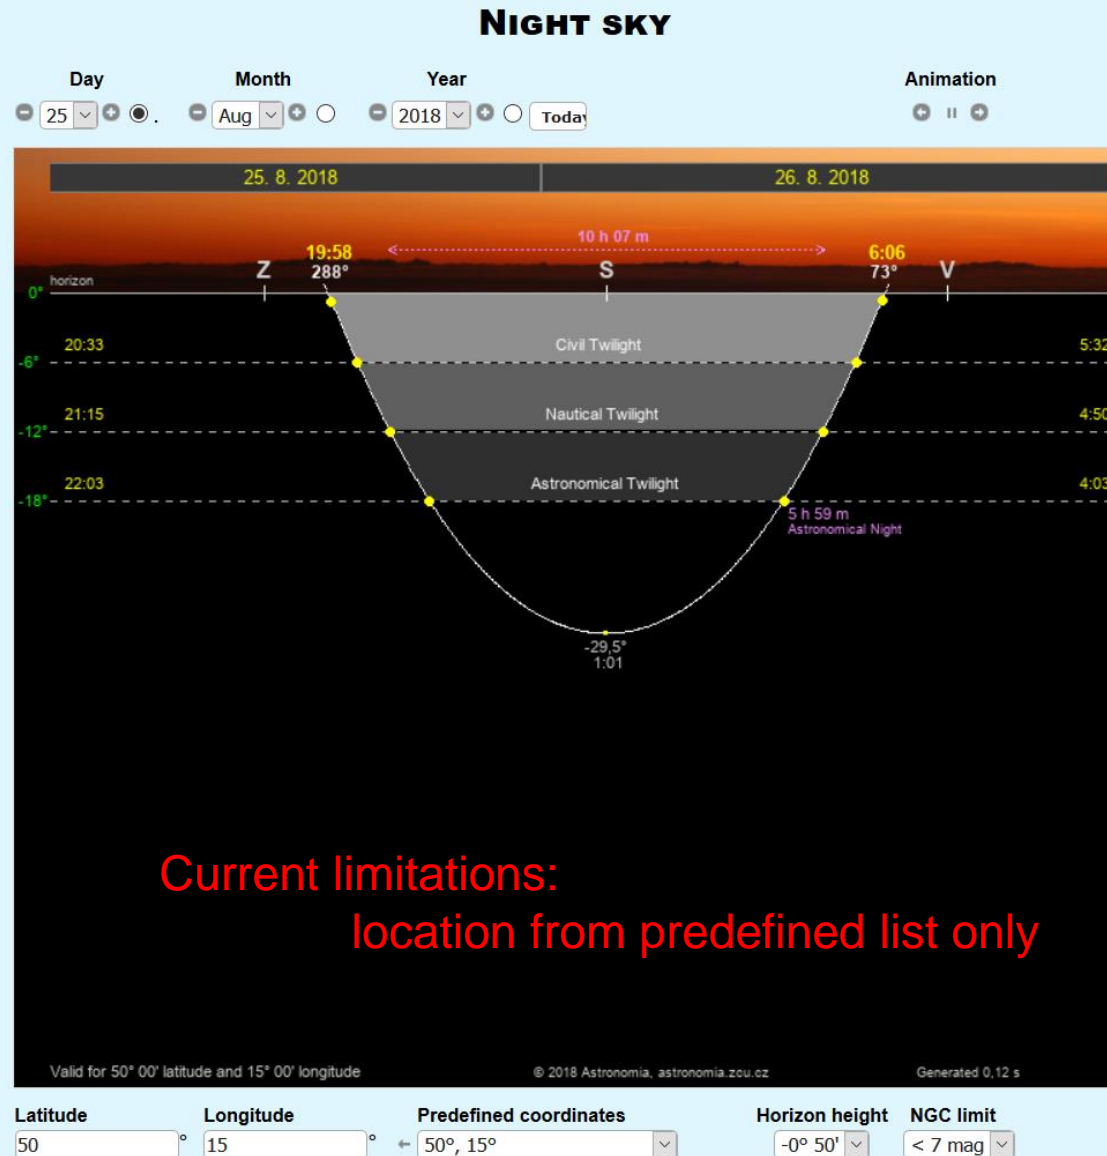 NIGHT SKY
Day Month Year Animation
25 . Aug 2018 Today
25. 8. 2018 26. 8. 2018
10 h 07 m
19:58 6:06
Z 288° S 73° V
horizon
0°
20:33 Civil Twilight 5:32
-6°
21:15 Nautical Twilight 4:50
-12°
22:03 Astronomical Twilight 4:03
-18°
5 h 59 m
Astronomical Night
-29,5°
1:01
Current limitations:
location from predefined list only
Valid for 50° 00' latitude and 15° 00' longitude © 2018 Astronomia, astronomia.zcu.cz Generated 0,12 s
Latitude Longitude Predefined coordinates Horizon height NGC limit
50 ° 15 ° 50°, 15° -0° 50' < 7 mag